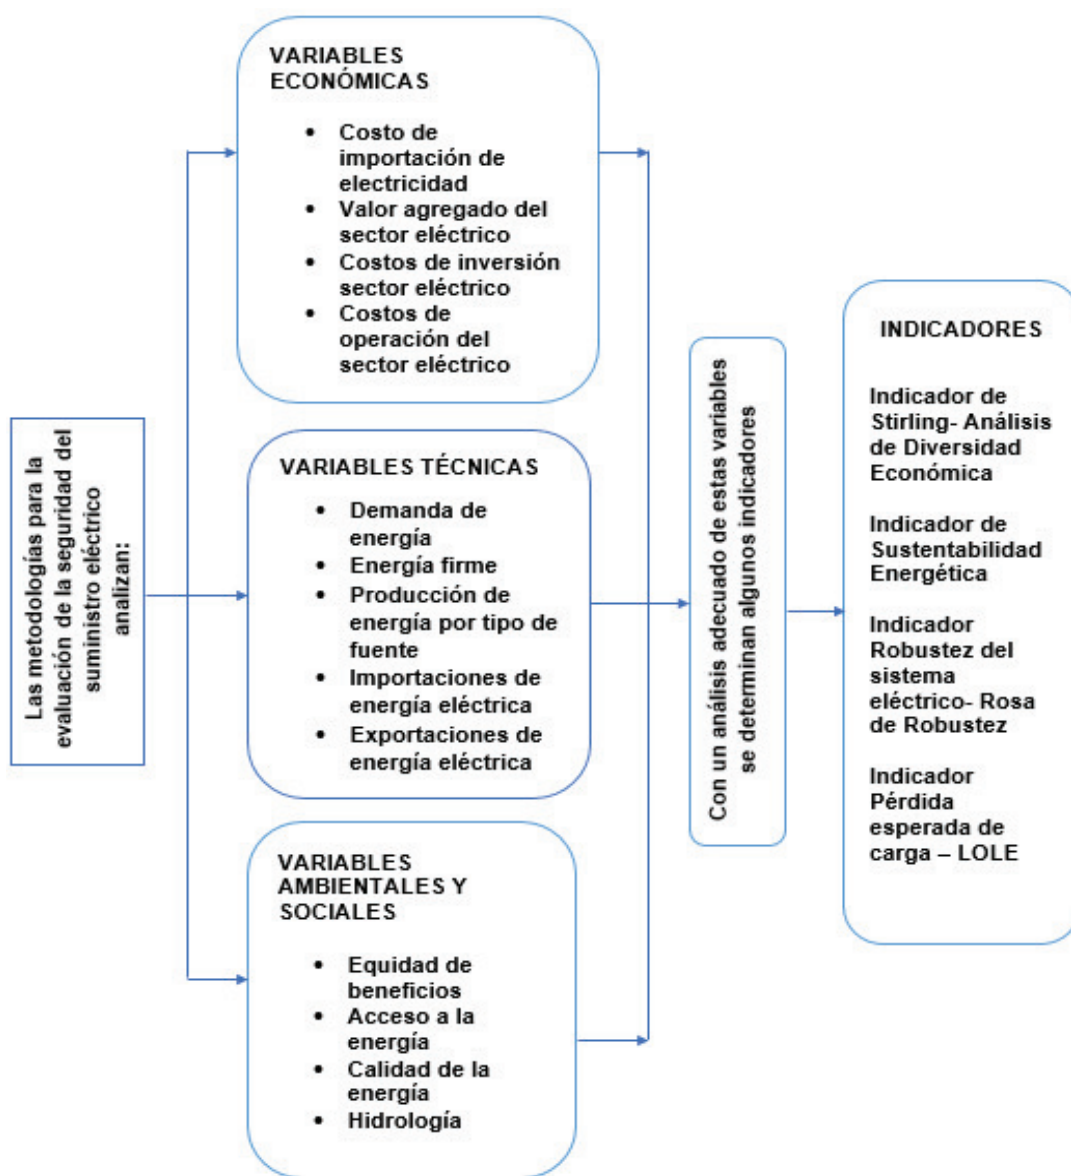 Las metodologías para la
evaluación de la seguridad del
suministro eléctrico
analizan:
VARIABLES
ECONÓMICAS
• Costo de
importación de
electricidad
• Valor agregado del
sector eléctrico
• Costos de inversión
sector eléctrico
• Costos de
operación del
sector eléctrico
VARIABLES TÉCNICAS
• Demanda de
energía
• Energía firme
• Producción de
energía por tipo de
fuente
• Importaciones de
energía eléctrica
• Exportaciones de
energía eléctrica
VARIABLES
AMBIENTALES Y
SOCIALES
• Equidad de
beneficios
• Acceso a la
energía
• Calidad de la
energía
• Hidrología
Con un análisis adecuado de estas variables
se determinan algunos indicadores
INDICADORES
Indicador de
Stirling- Análisis
de Diversidad
Económica
Indicador de
Sustentabilidad
Energética
Indicador
Robustez del
sistema
eléctrico- Rosa
de Robustez
Indicador
Pérdida
esperada de
carga – LOLE